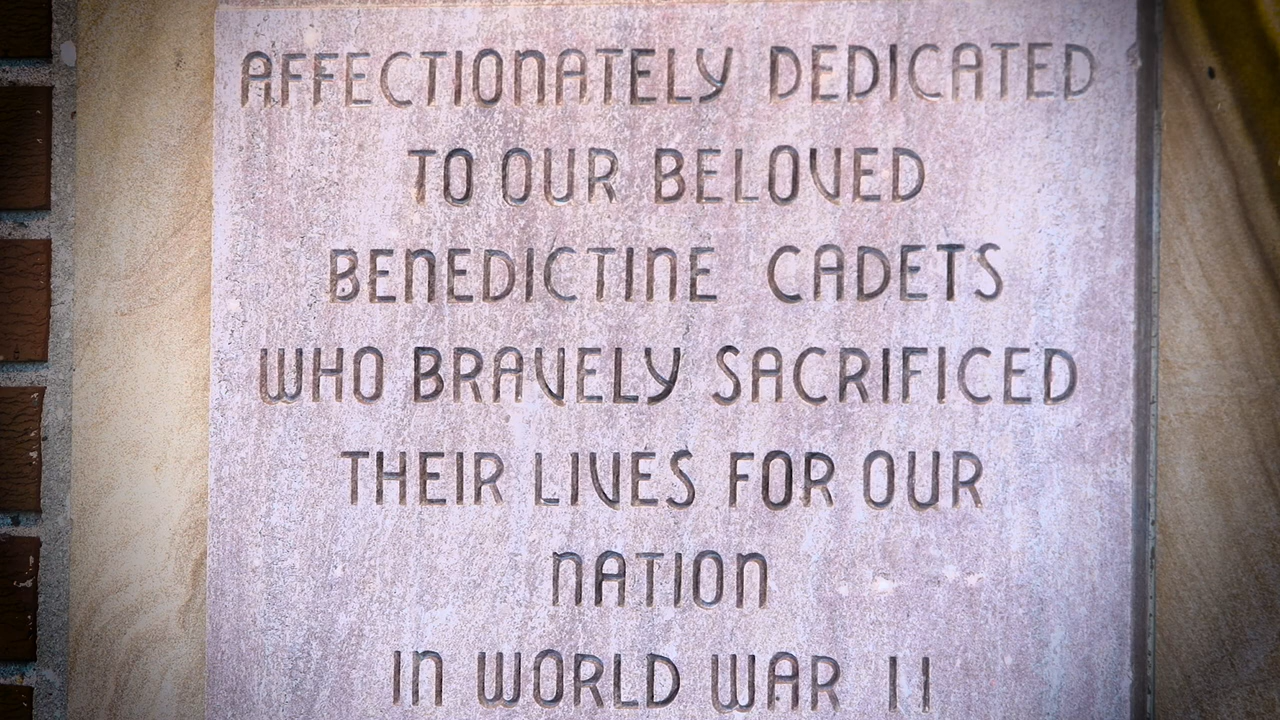 AFFECTIONATELY DEDICATED
TO OUR BELOVED
BENEDICTINE CADETS
WHO BRAVELY SACRIFICED
THEIR LIVES FOR OUR
NATION
IN WORLD WAR II